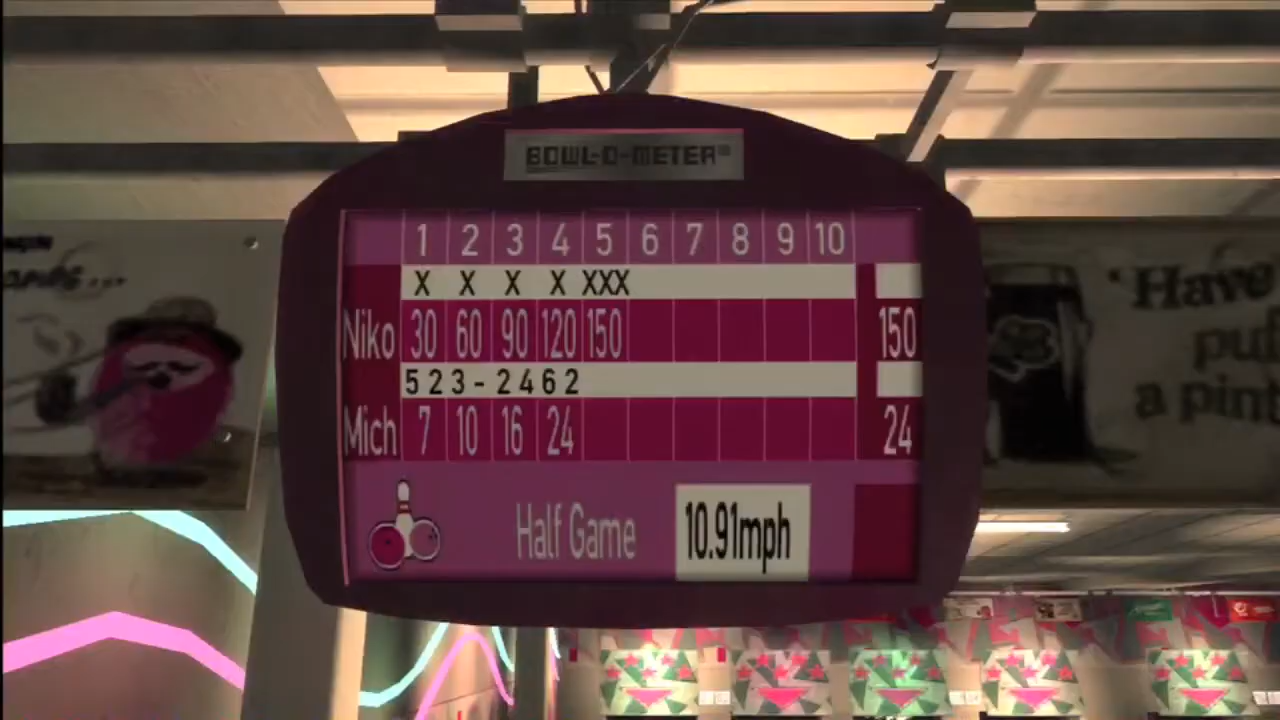 BOWL-O-METER
1 2 3 4 5 6 7 8 9 10
X X X X XXX
Niko 30 60 90 120 150 150
5 2 3 - 2 4 6 2
Mich 7 10 16 24 24
Half Game 10.91mph
Have
a pint